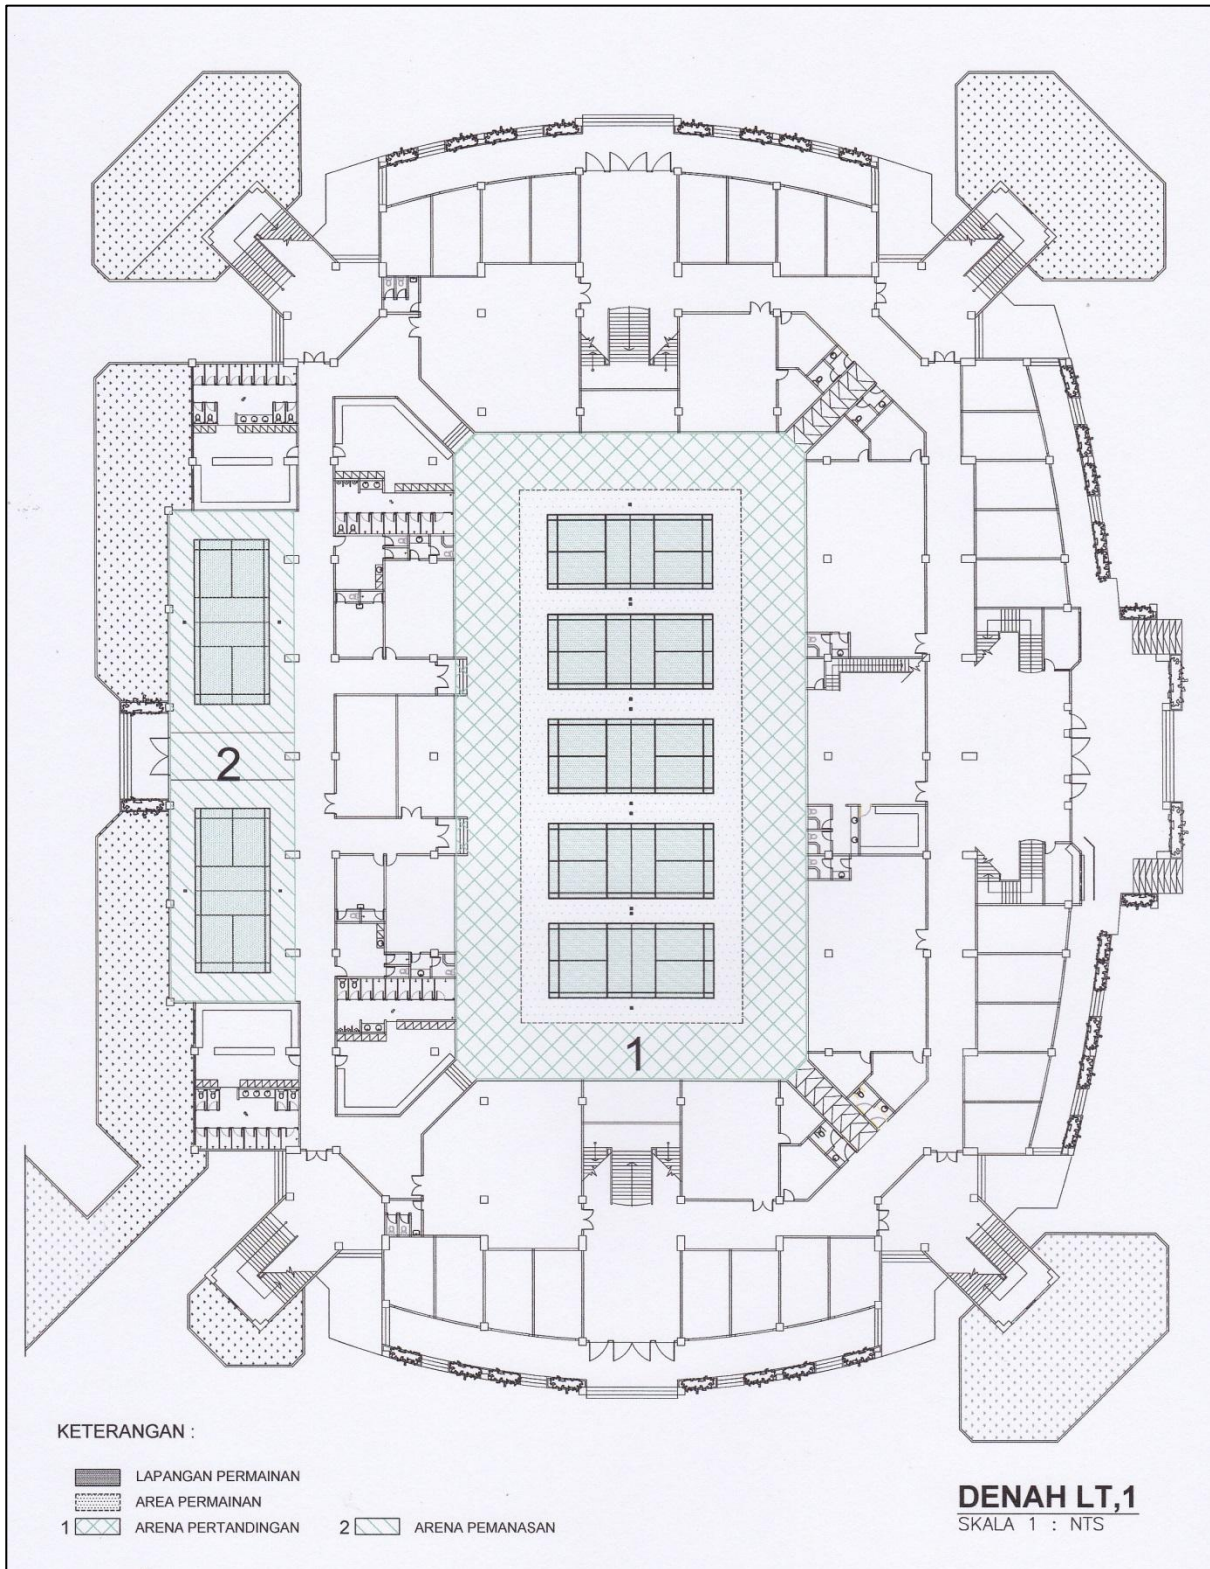 2
1
KETERANGAN :
LAPANGAN PERMAINAN
AREA PERMAINAN
1 ARENA PERTANDINGAN 2 ARENA PEMANASAN
DENAH LT,1
SKALA 1 : NTS